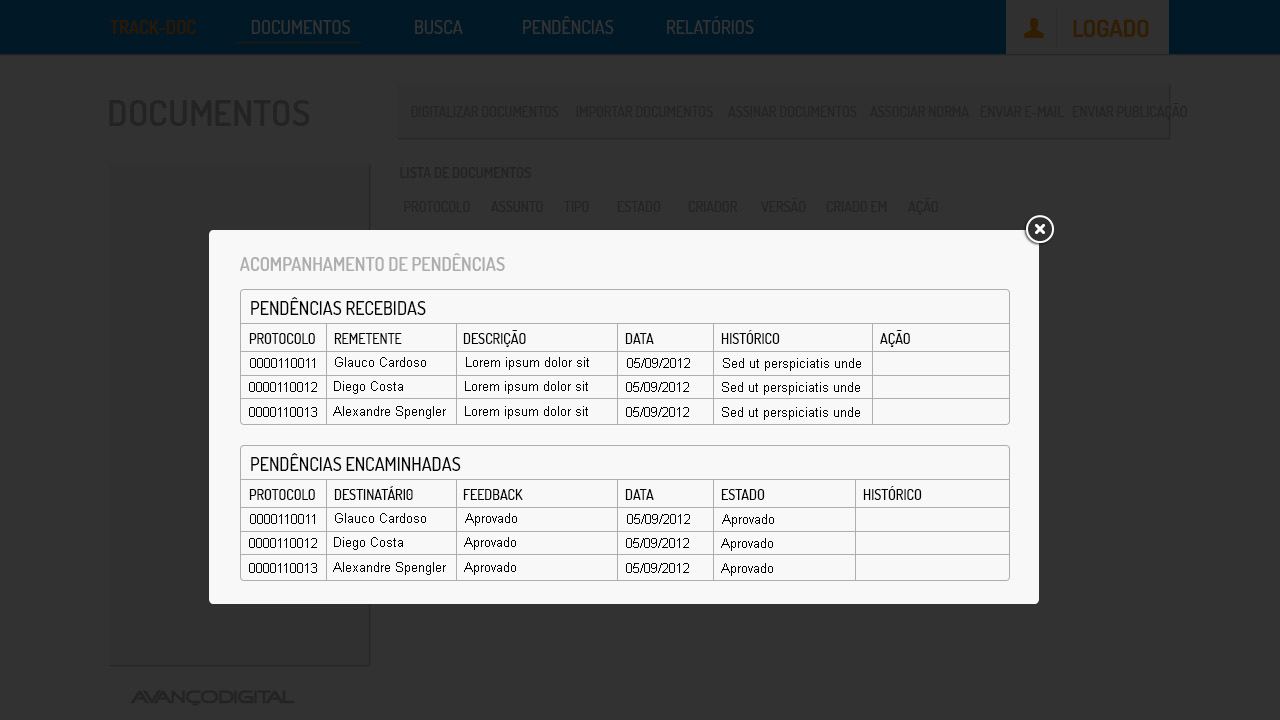 TRACK-DOC DOCUMENTOS BUSCA PENDÊNCIAS RELATÓRIOS LOGADO
DOCUMENTOS
DIGITALIZAR DOCUMENTOS IMPORTAR DOCUMENTOS ASSINAR DOCUMENTOS ASSOCIAR NORMA ENVIAR E-MAIL ENVIAR PUBLICAÇÃO
LISTA DE DOCUMENTOS
PROTOCOLO ASSUNTO TIPO ESTADO CRIADOR VERSÃO CRIADO EM AÇÃO
ACOMPANHAMENTO DE PENDÊNCIAS
PENDÊNCIAS RECEBIDAS
PROTOCOLO REMETENTE DESCRIÇÃO DATA HISTÓRICO AÇÃO
0000110011 Glauco Cardoso Lorem ipsum dolor sit 05/09/2012 Sed ut perspiciatis unde
0000110012 Diego Costa Lorem ipsum dolor sit 05/09/2012 Sed ut perspiciatis unde
0000110013 Alexandre Spengler Lorem ipsum dolor sit 05/09/2012 Sed ut perspiciatis unde
PENDÊNCIAS ENCAMINHADAS
PROTOCOLO DESTINATÁRIO FEEDBACK DATA ESTADO HISTÓRICO
0000110011 Glauco Cardoso Aprovado 05/09/2012 Aprovado
0000110012 Diego Costa Aprovado 05/09/2012 Aprovado
0000110013 Alexandre Spengler Aprovado 05/09/2012 Aprovado
AVANÇODIGITAL